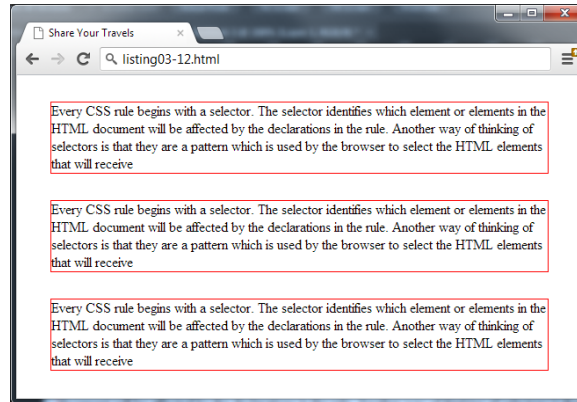 Share Your Travels
listing03-12.html
Every CSS rule begins with a selector. The selector identifies which element or elements in the
HTML document will be affected by the declarations in the rule. Another way of thinking of
selectors is that they are a pattern which is used by the browser to select the HTML elements
that will receive
Every CSS rule begins with a selector. The selector identifies which element or elements in the
HTML document will be affected by the declarations in the rule. Another way of thinking of
selectors is that they are a pattern which is used by the browser to select the HTML elements
that will receive
Every CSS rule begins with a selector. The selector identifies which element or elements in the
HTML document will be affected by the declarations in the rule. Another way of thinking of
selectors is that they are a pattern which is used by the browser to select the HTML elements
that will receive